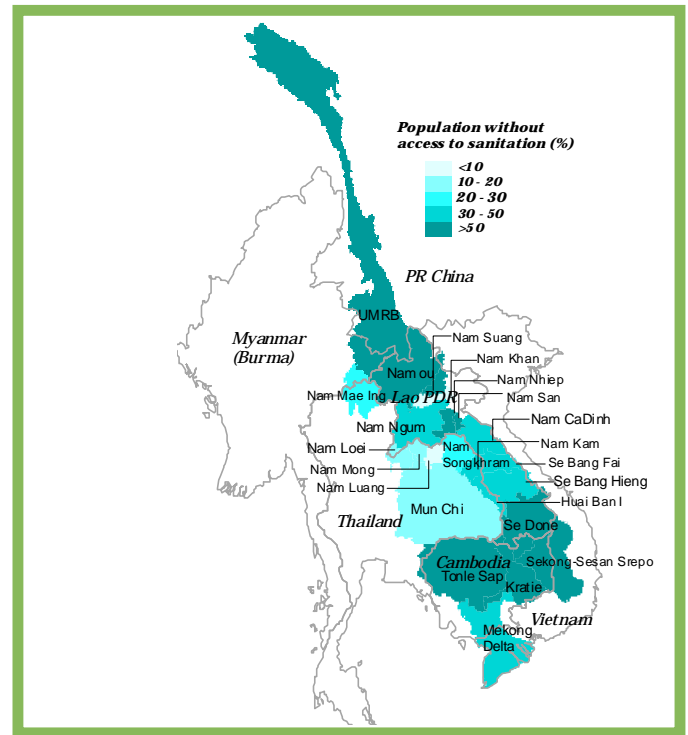 Population without
access to sanitation (%)
<10
10 - 20
20 - 30
30 - 50
>50
PR China
UMRB
Myanmar
(Burma)
Nam Suang
Nam Khan
Nam ou
Nam Nhiep
Nam Mae Ing
Lao PDR
Nam San
Nam CaDinh
Nam Ngum
Nam Kam
Nam Loei
Nam
Songkhram
Se Bang Fai
Nam Mong
Se Bang Hieng
Nam Luang
Huai Ban I
Mun Chi
Thailand
Se Done
Cambodia
Sekong-Sesan Srepo
Tonle Sap
Kratie
Vietnam
Mekong
Delta